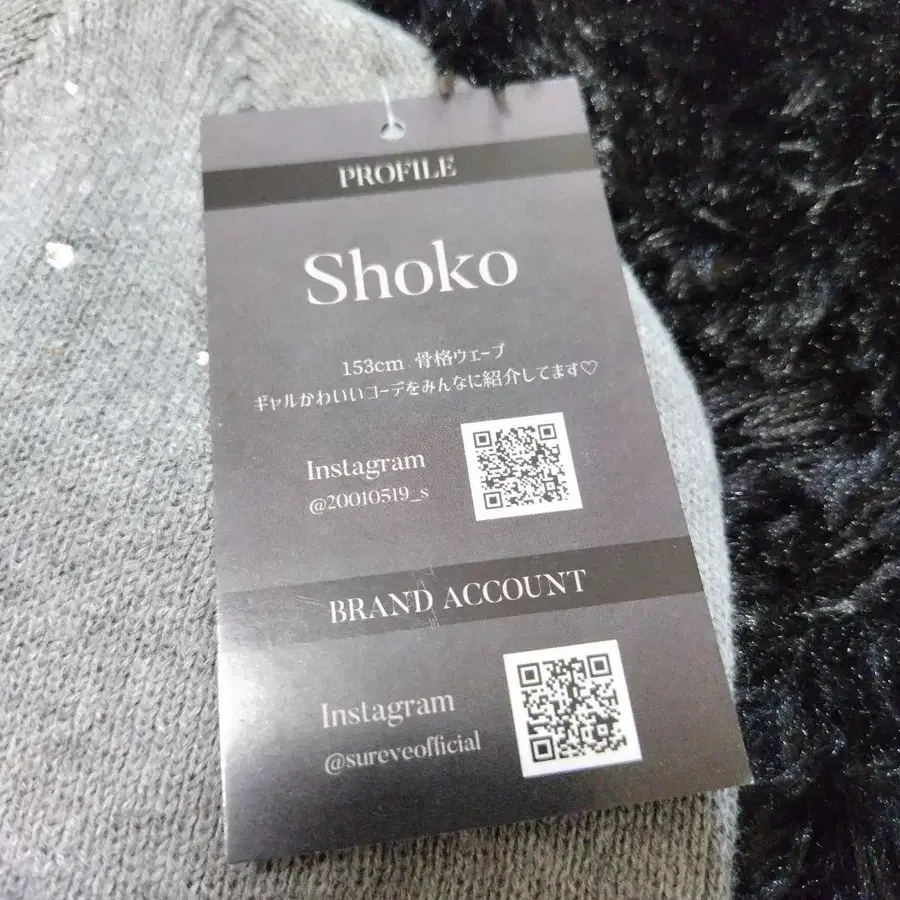 PROFILE
Shoko
153cm 骨格ウェーブ
ギャルかわいいコーデをみんなに紹介してます♡
Instagram
@20010519_s
BRAND ACCOUNT
Instagram
@sureveofficial